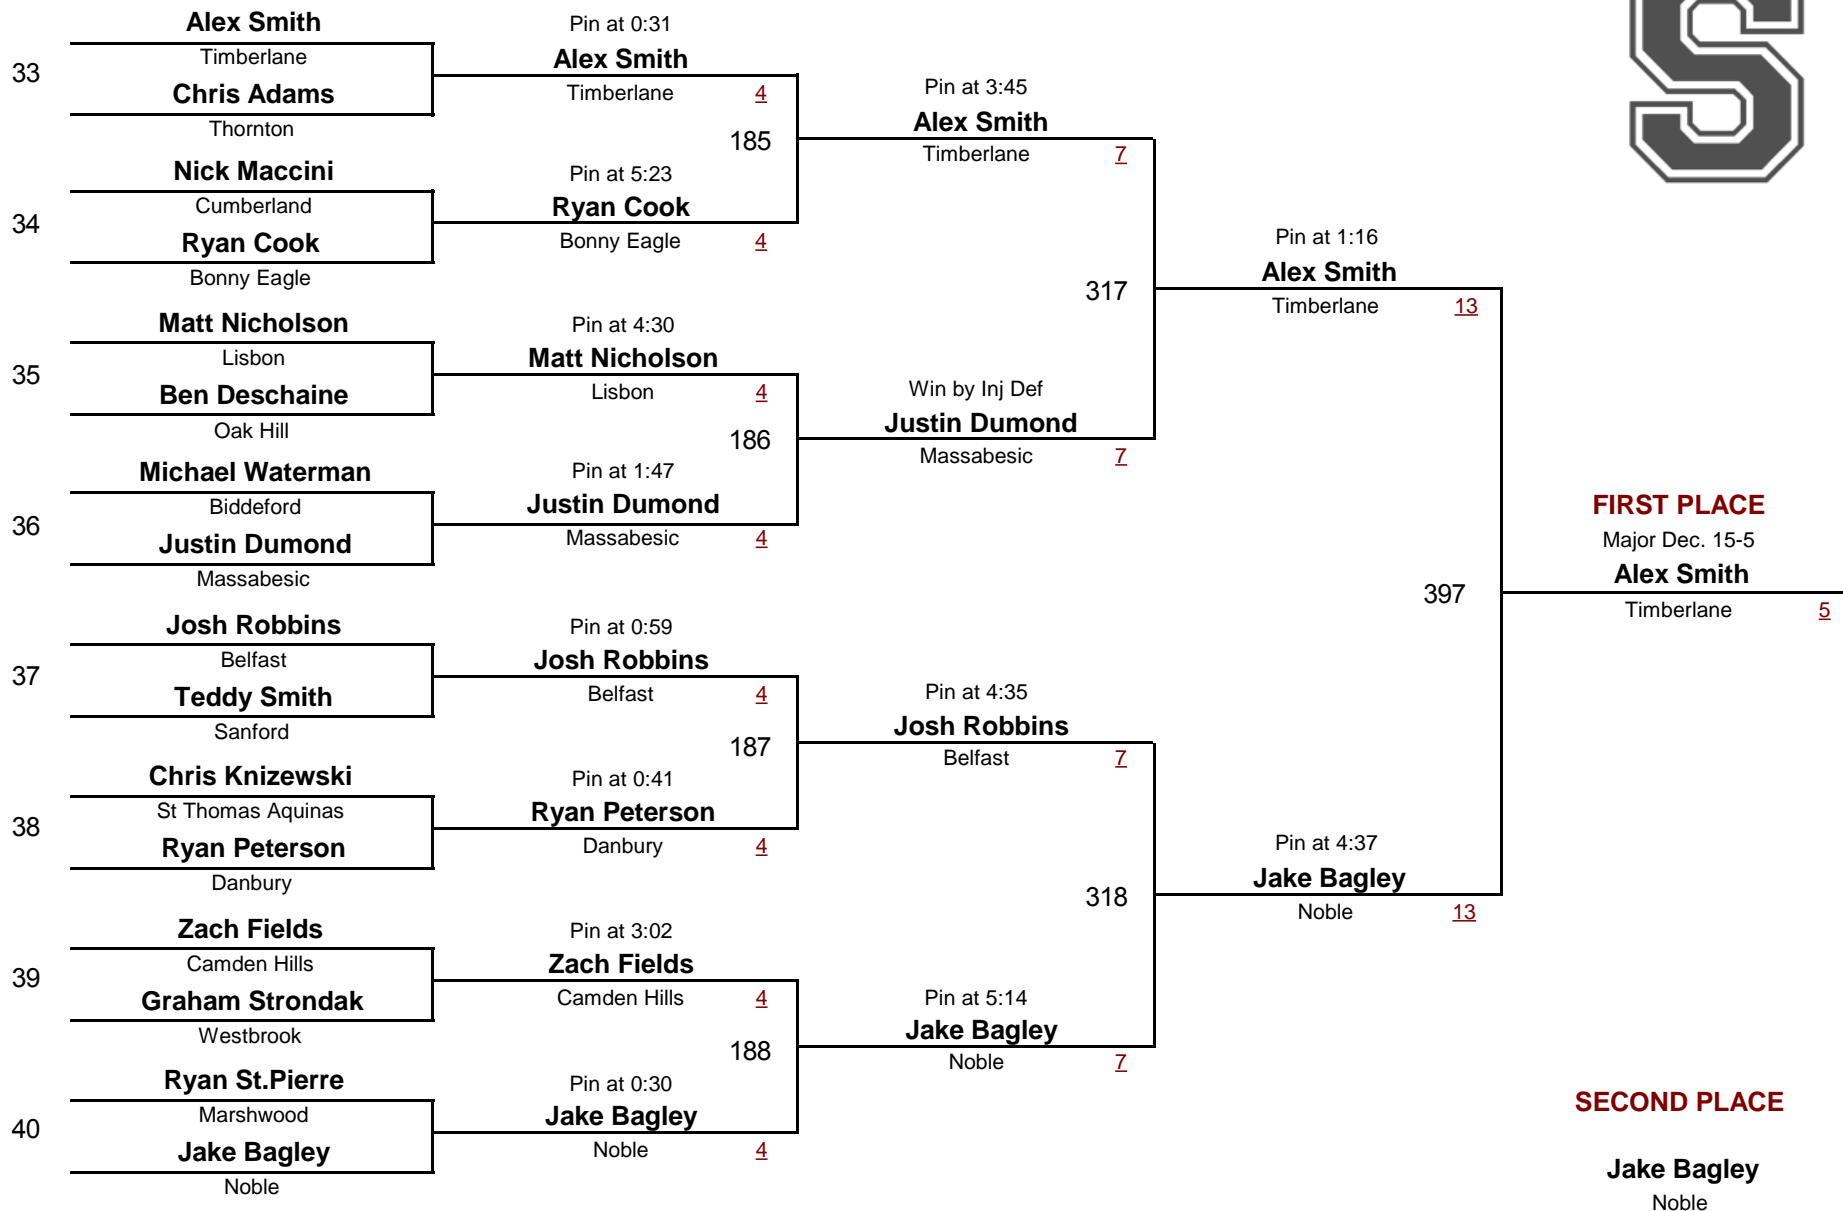 Alex Smith
33
Timberlane
Chris Adams
Thornton
Nick Maccini
34
Cumberland
Ryan Cook
Bonny Eagle
Matt Nicholson
35
Lisbon
Ben Deschaine
Oak Hill
Michael Waterman
36
Biddeford
Justin Dumond
Massabesic
Josh Robbins
37
Belfast
Teddy Smith
Sanford
Chris Knizewski
38
St Thomas Aquinas
Ryan Peterson
Danbury
Zach Fields
39
Camden Hills
Graham Strondak
Westbrook
Ryan St.Pierre
40
Marshwood
Jake Bagley
Noble
Pin at 0:31
Alex Smith
Timberlane 4
185
Pin at 5:23
Ryan Cook
Bonny Eagle 4
Pin at 4:30
Matt Nicholson
Lisbon 4
186
Pin at 1:47
Justin Dumond
Massabesic 4
Pin at 0:59
Josh Robbins
Belfast 4
187
Pin at 0:41
Ryan Peterson
Danbury 4
Pin at 3:02
Zach Fields
Camden Hills 4
188
Pin at 0:30
Jake Bagley
Noble 4
Pin at 3:45
Alex Smith
Timberlane 7
317
Win by Inj Def
Justin Dumond
Massabesic 7
Pin at 4:35
Josh Robbins
Belfast 7
318
Pin at 5:14
Jake Bagley
Noble 7
Pin at 1:16
Alex Smith
Timberlane 13
397
Pin at 4:37
Jake Bagley
Noble 13
S
FIRST PLACE
Major Dec. 15-5
Alex Smith
Timberlane 5
SECOND PLACE
Jake Bagley
Noble